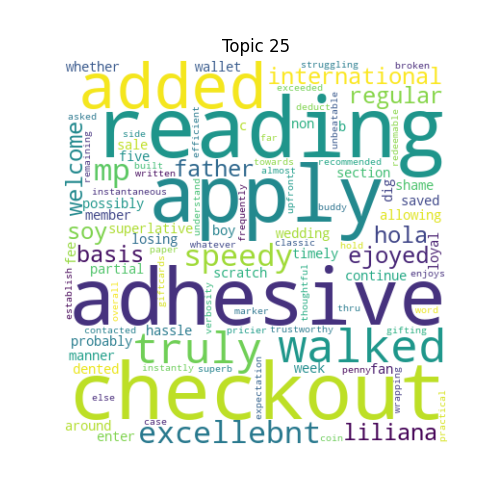 Topic 25
whether wallet struggling broken
added international
exceeded
regular
asked reading deduct
side efficient c far non b unbeatable redeemable
welcome remaining mp built father towards recommended section
written almost
instantaneous apply upfront buddy dig shame
member five sale understand frequently saved
possibly
soy superlative boy wedding allowing hola
losing whatever classic hold loyal
fee basis paper speedy timely ejoyed
establish partial giftcards scratch continue enjoys
overall adhesive thoughtful
verbosity marker pricier thru word
contacted hassle trustworthy gifting
probably truly walked
manner instantly superb week penny fan
dented expectation wrapping
else checkout practical
around case coin
enter excellebnt liliana